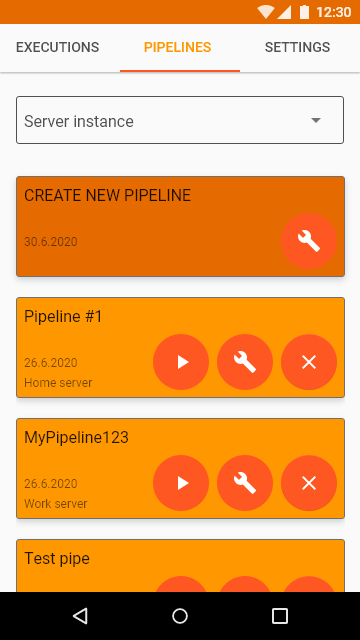 12:30
EXECUTIONS
PIPELINES
SETTINGS
Server instance
CREATE NEW PIPELINE
30.6.2020
Pipeline #1
26.6.2020
Home server
MyPipeline123
26.6.2020
Work server
Test pipe